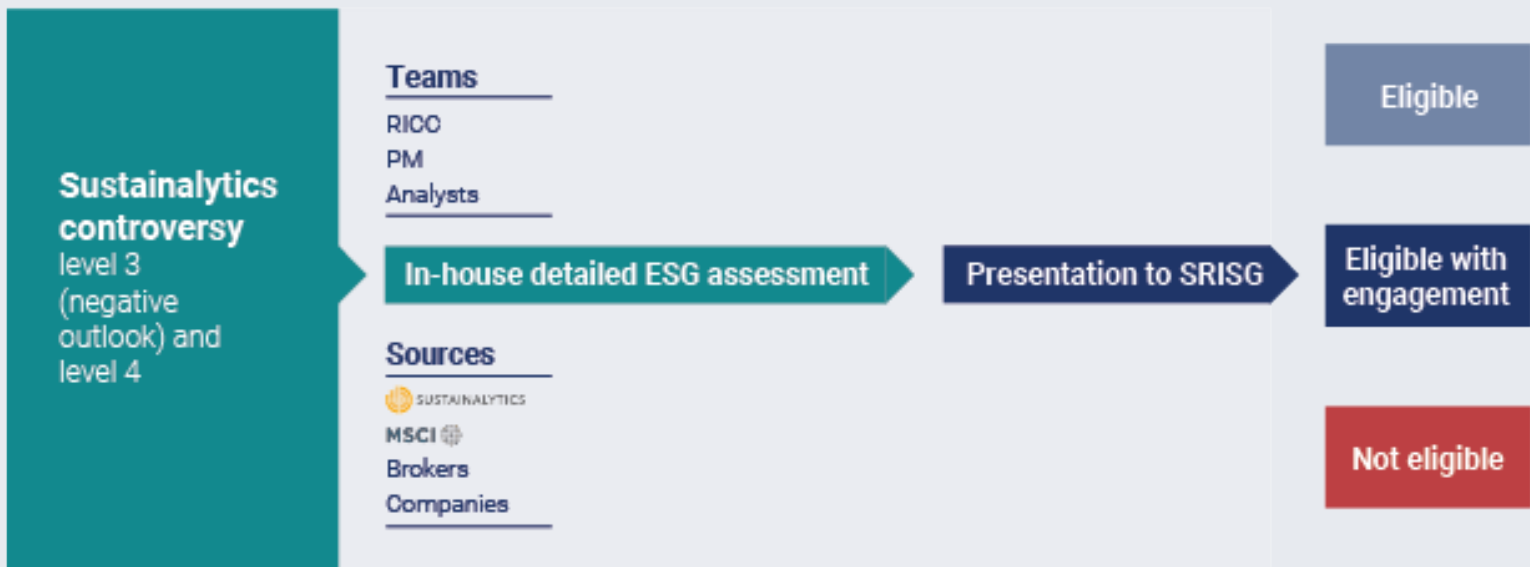 Sustainalytics
controversy
level 3
(negative
outlook) and
level 4
Teams
RICC
PM
Analysts
In-house detailed ESG assessment
Sources
SUSTAINALYTICS
MSCI
Brokers
Companies
Presentation to SRISG
Eligible
Eligible with
engagement
Not eligible